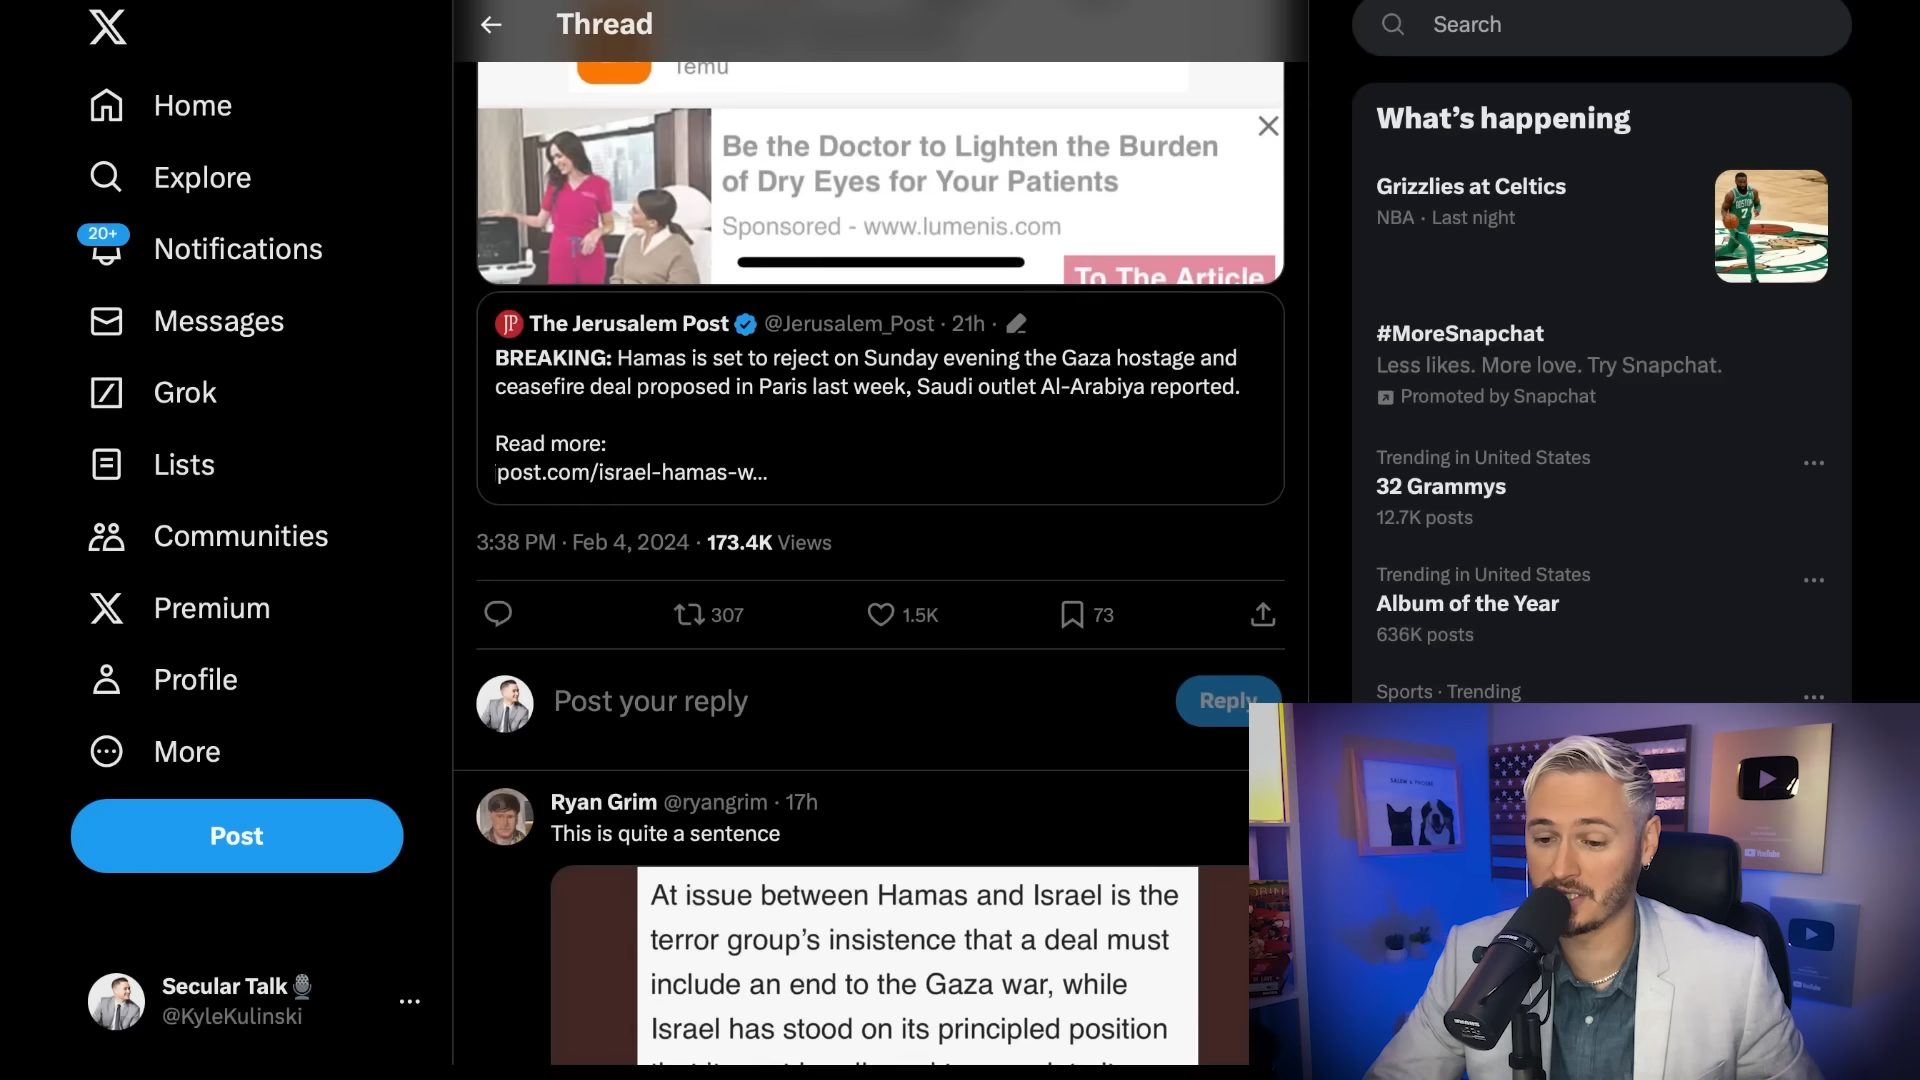 Home
Explore
20+
Notifications
Messages
Grok
Lists
Communities
Premium
Profile
More
Post
Secular Talk
@KyleKulinski
Thread
Temu
Be the Doctor to Lighten the Burden
of Dry Eyes for Your Patients
Sponsored - www.lumenis.com
To The Article
JP The Jerusalem Post @Jerusalem_Post · 21h ·
BREAKING: Hamas is set to reject on Sunday evening the Gaza hostage and
ceasefire deal proposed in Paris last week, Saudi outlet Al-Arabiya reported.
Read more:
jpost.com/israel-hamas-w...
3:38 PM · Feb 4, 2024 · 173.4K Views
307
1.5K
73
Post your reply
Reply
Ryan Grim @ryangrim · 17h
This is quite a sentence
At issue between Hamas and Israel is the
terror group's insistence that a deal must
include an end to the Gaza war, while
Israel has stood on its principled position
Search
What's happening
Grizzlies at Celtics
NBA · Last night
#MoreSnapchat
Less likes. More love. Try Snapchat.
Promoted by Snapchat
Trending in United States
32 Grammys
12.7K posts
Trending in United States
Album of the Year
636K posts
Sports · Trending
SALEM & PHOEBE
YouTube
YouTube